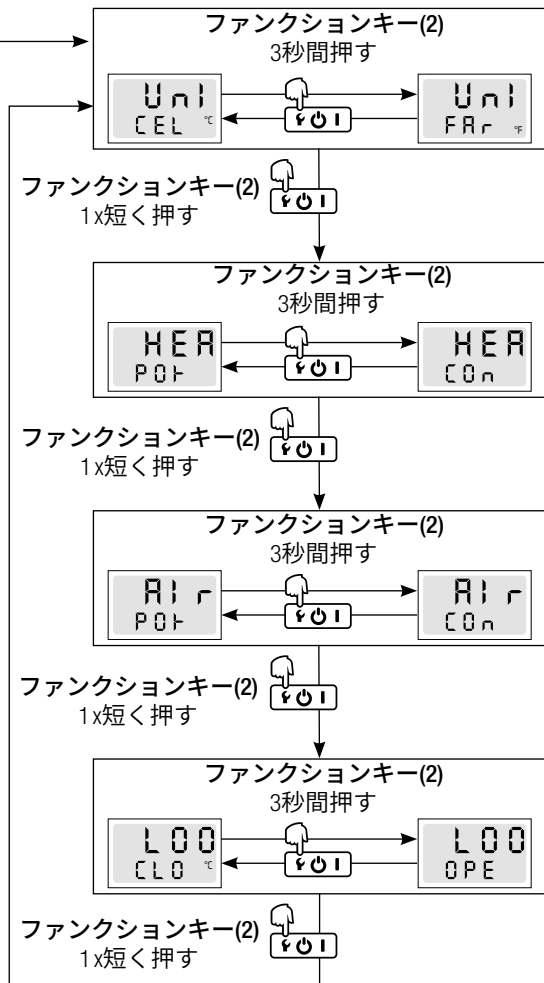 ファンクションキー(2)
3秒間押す
Unl Unl
CEL °C FAr °F
ファンクションキー(2)
1x短く押す
ファンクションキー(2)
3秒間押す
HEA HEA
POt COn
ファンクションキー(2)
1x短く押す
ファンクションキー(2)
3秒間押す
AIr AIr
POt COn
ファンクションキー(2)
1x短く押す
ファンクションキー(2)
3秒間押す
LOO LOO
CLO °C OPE
ファンクションキー(2)
1x短く押す